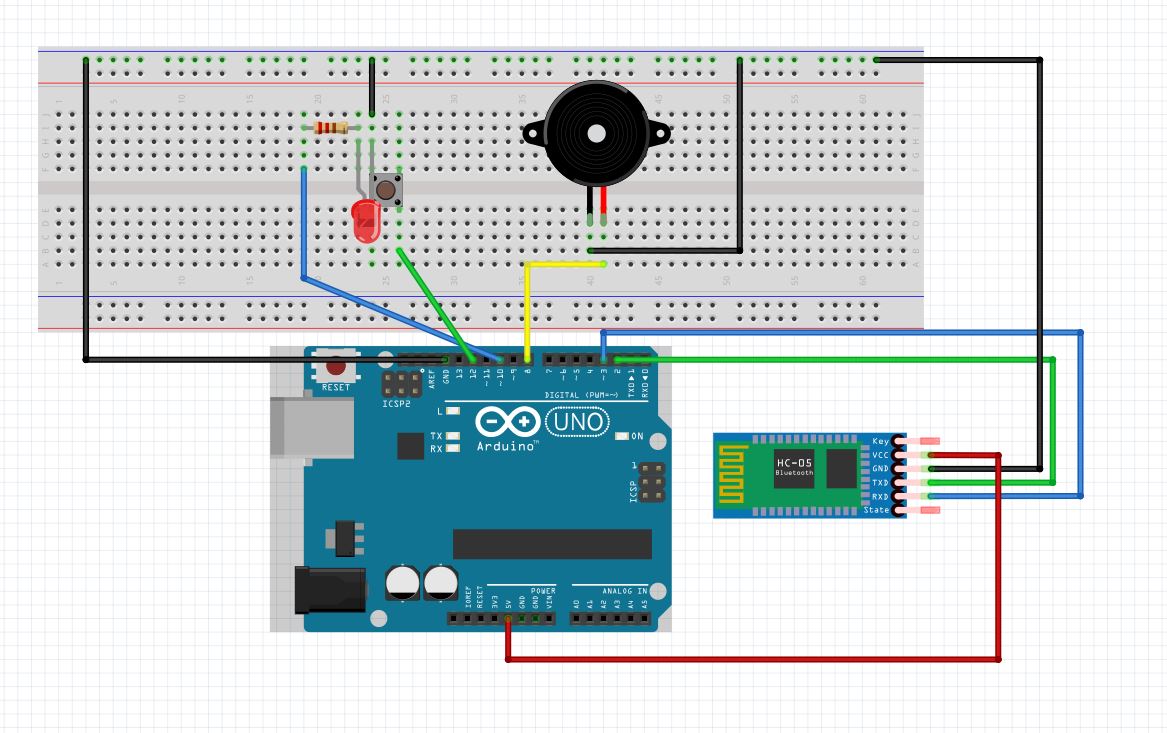 1 5 10 15 20 25 30 35 45 50 55 60
J J
I I
H H
G G
F F
E E
D D
C C
B B
A A
1 5 10 15 20 25 30 35 40 45 50 55 60
RESET
ICSP2
AREF GND 13 12 ~11 ~10 ~9 8 7 ~6 ~5 4 ~3 2 TXD▲1 RXD▼0
DIGITAL (PWM=~)
L
TX
RX
UNO
ON
Arduino™
1
ICSP
Key
VCC
GND
TXD
RXD
State
HC-05
Bluetooth
POWER
ANALOG IN
IOREF RESET 3V3 5V GND GND VIN A0 A1 A2 A3 A4 A5